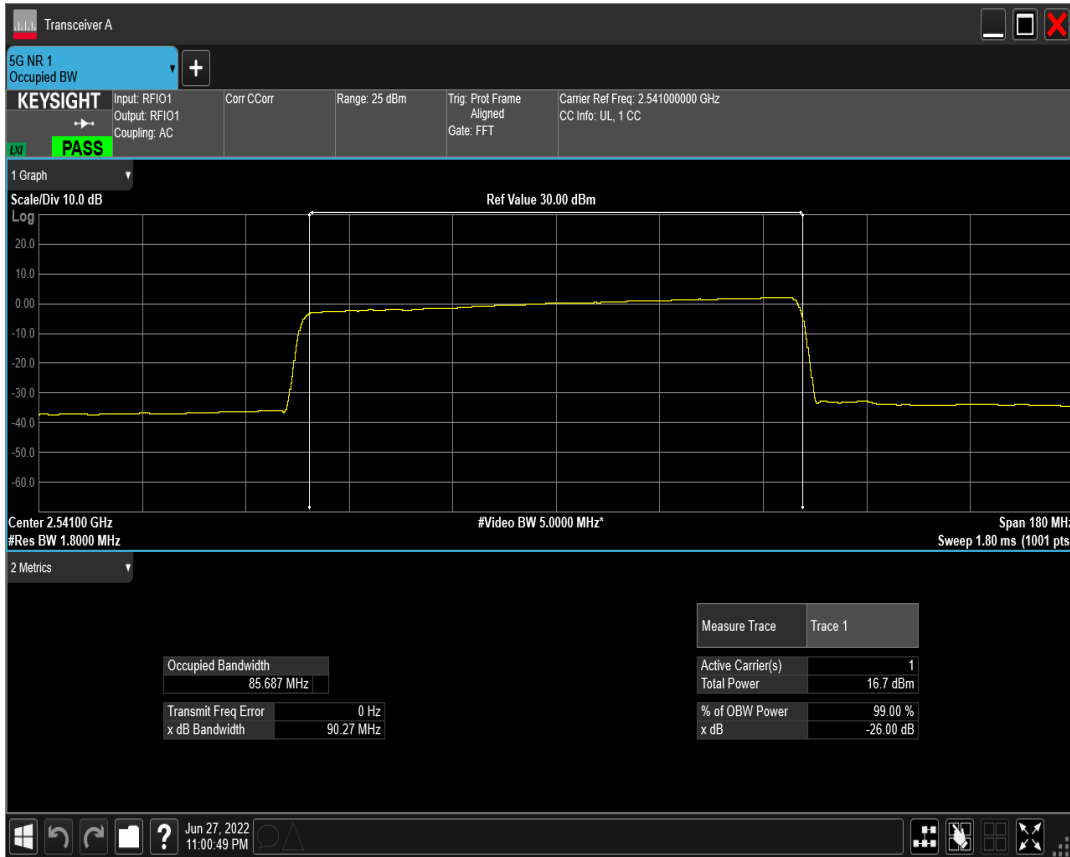 Transceiver A
5G NR 1
Occupied BW
+
KEYSIGHT
LXI
PASS
Input: RFIO1
Output: RFIO1
Coupling: AC
Corr CCorr
Range: 25 dBm
Trig: Prot Frame
Aligned
Gate: FFT
Carrier Ref Freq: 2.541000000 GHz
CC Info: UL, 1 CC
1 Graph
Scale/Div 10.0 dB
Ref Value 30.00 dBm
Log
20.0
10.0
0.00
-10.0
-20.0
-30.0
-40.0
-50.0
-60.0
Center 2.54100 GHz
#Video BW 5.0000 MHz*
Span 180 MHz
#Res BW 1.8000 MHz
Sweep 1.80 ms (1001 pts
2 Metrics
Measure Trace Trace 1
Occupied Bandwidth
85.687 MHz
Active Carrier(s) 1
Total Power 16.7 dBm
Transmit Freq Error 0 Hz
x dB Bandwidth 90.27 MHz
% of OBW Power 99.00 %
x dB -26.00 dB
?
Jun 27, 2022
11:00:49 PM